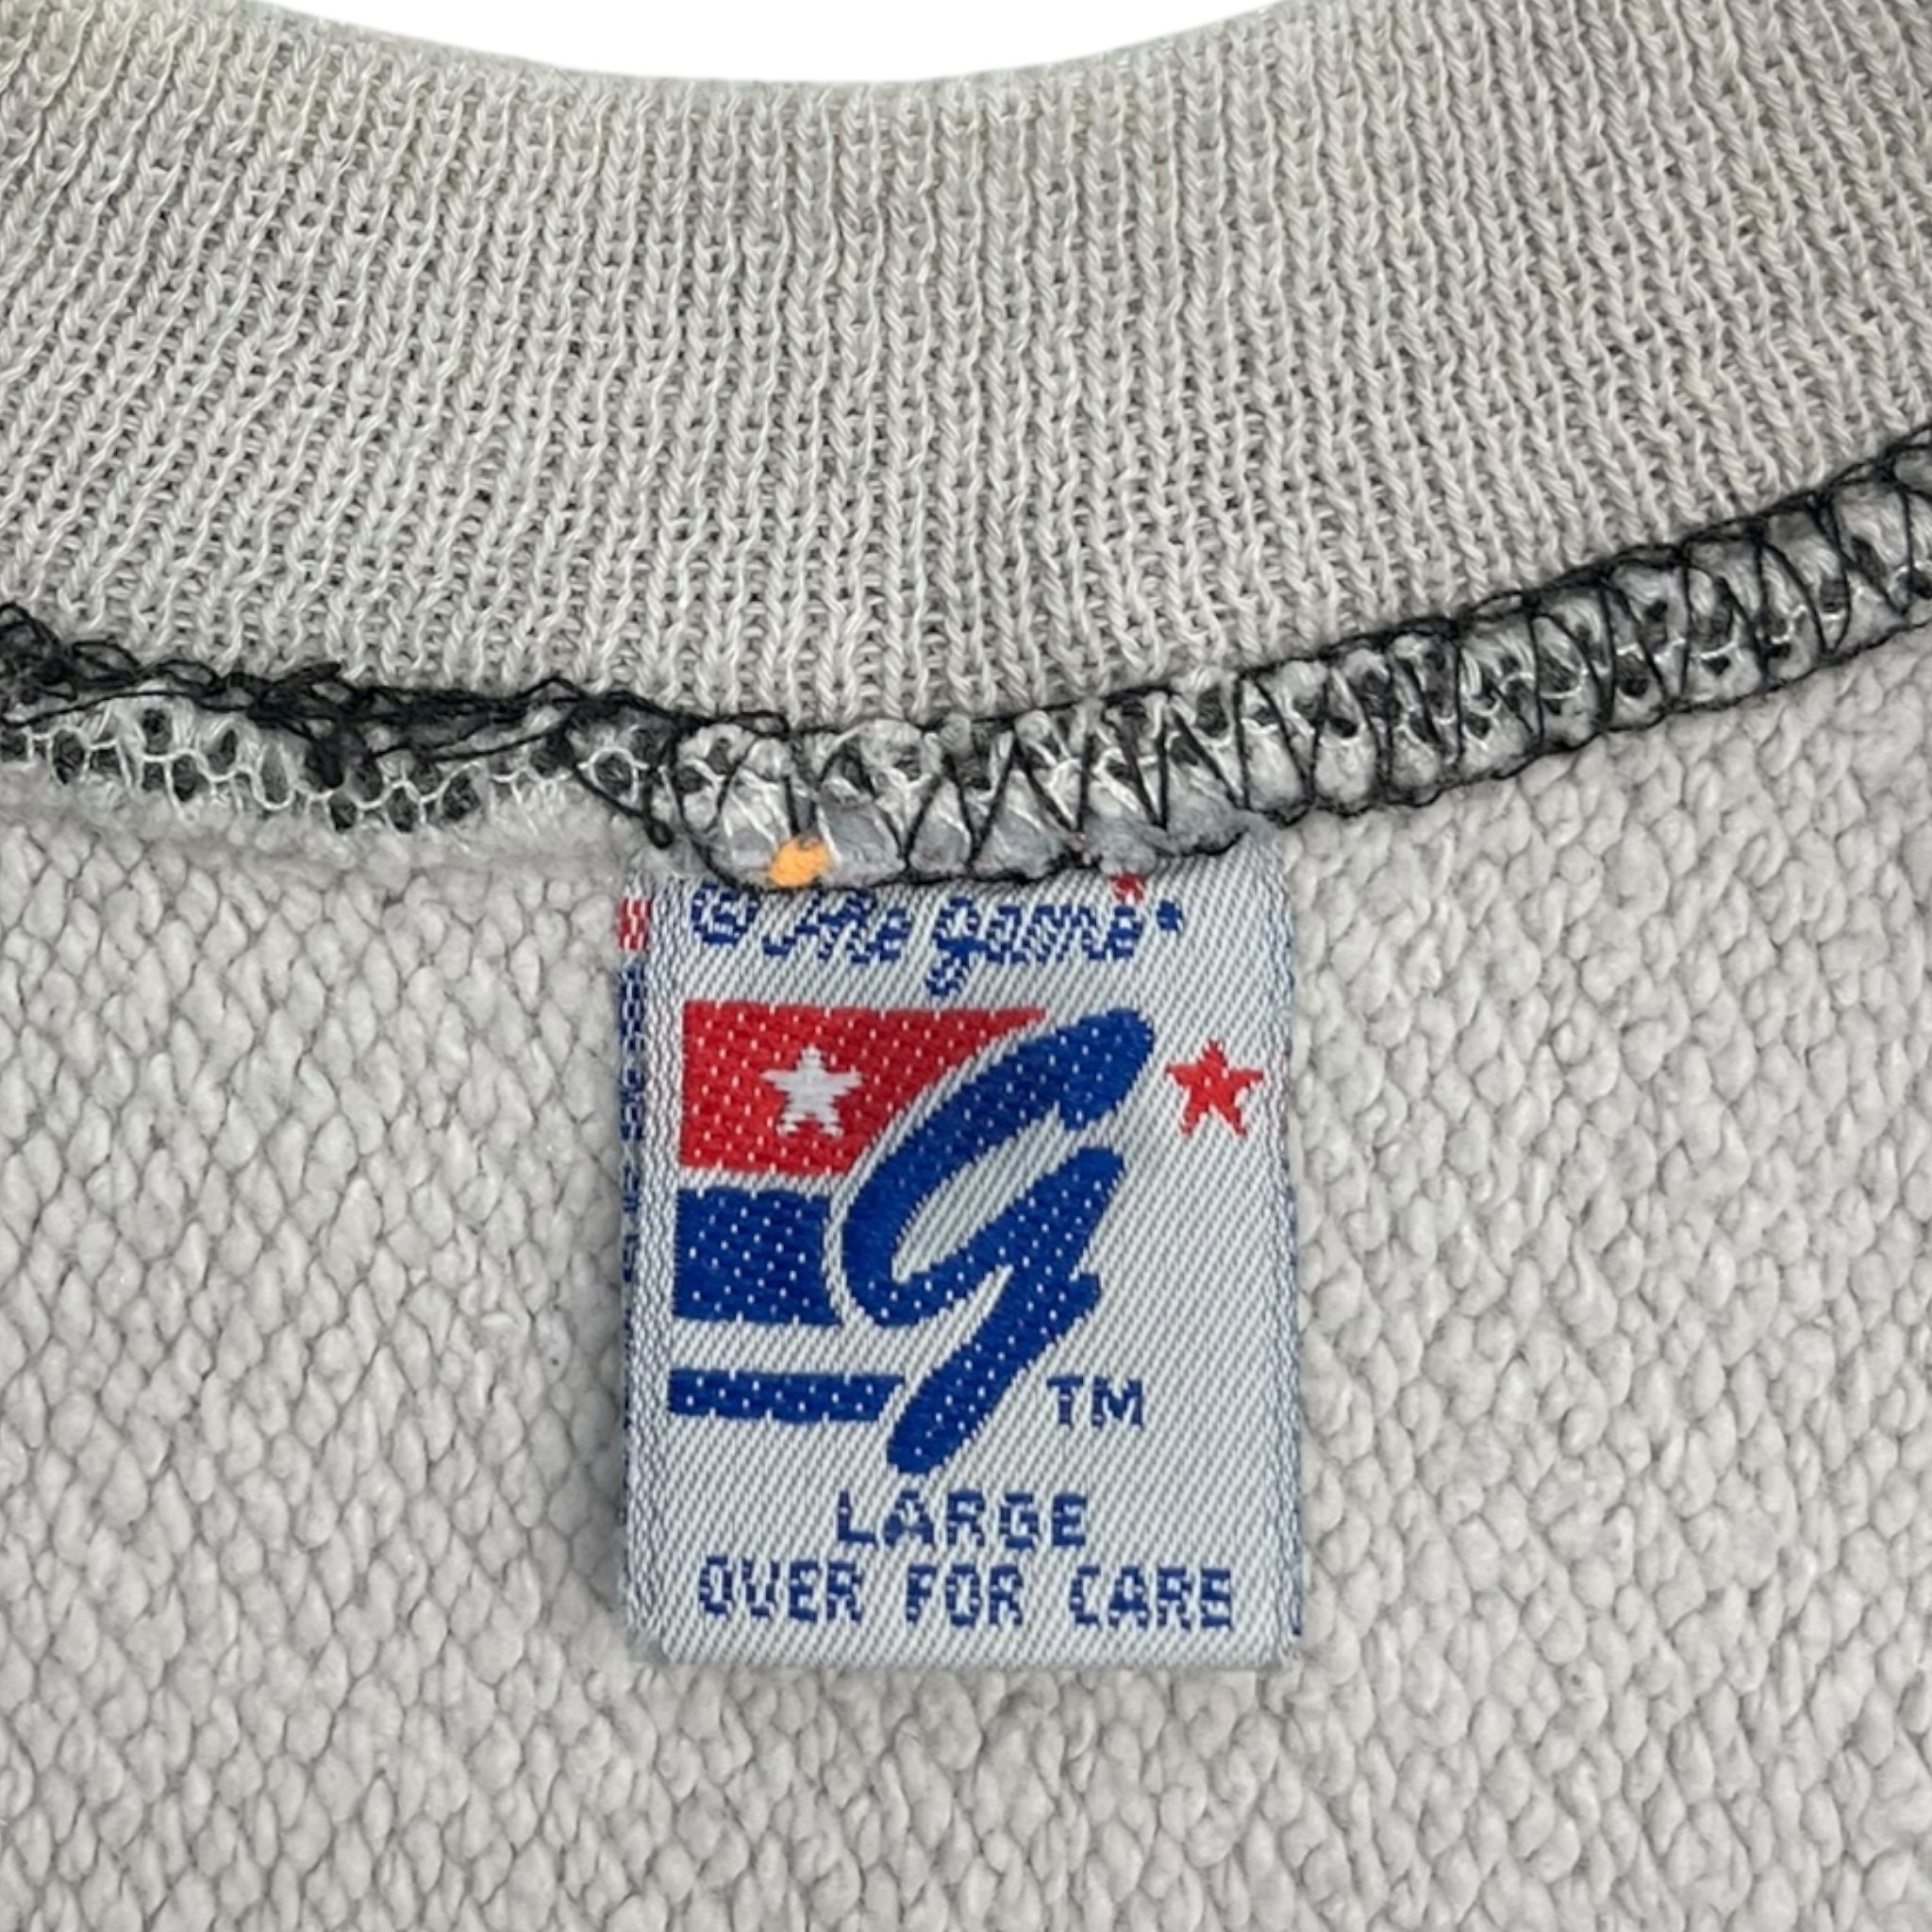 © the game
G
TM
LARGE
OVER FOR CARE